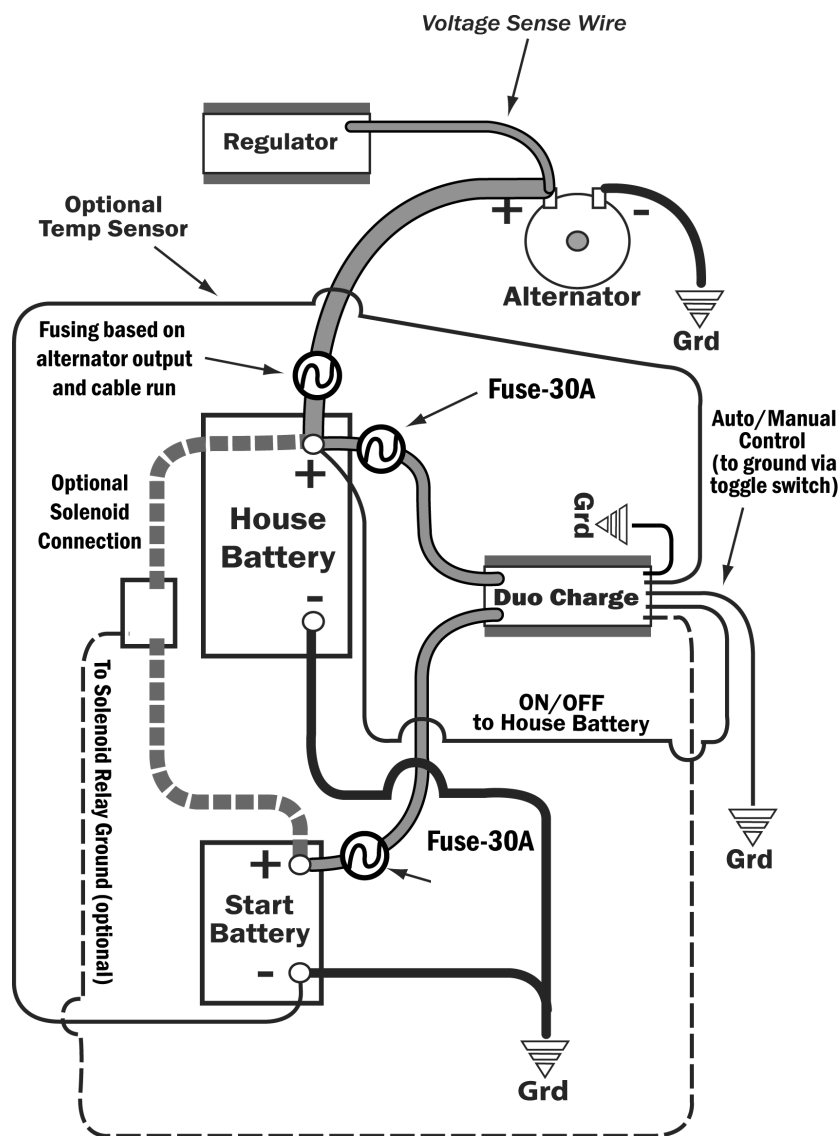 Voltage Sense Wire
Regulator
Optional
Temp Sensor
+
-
Alternator
Grd
Fusing based on
alternator output
and cable run
Fuse-30A
Auto/Manual
Control
(to ground via
toggle switch)
+
Optional
Solenoid
Connection
House
Battery
-
Grd
Duo Charge
To Solenoid Relay Ground (optional)
ON/OFF
to House Battery
Fuse-30A
Grd
+
Start
Battery
-
Grd